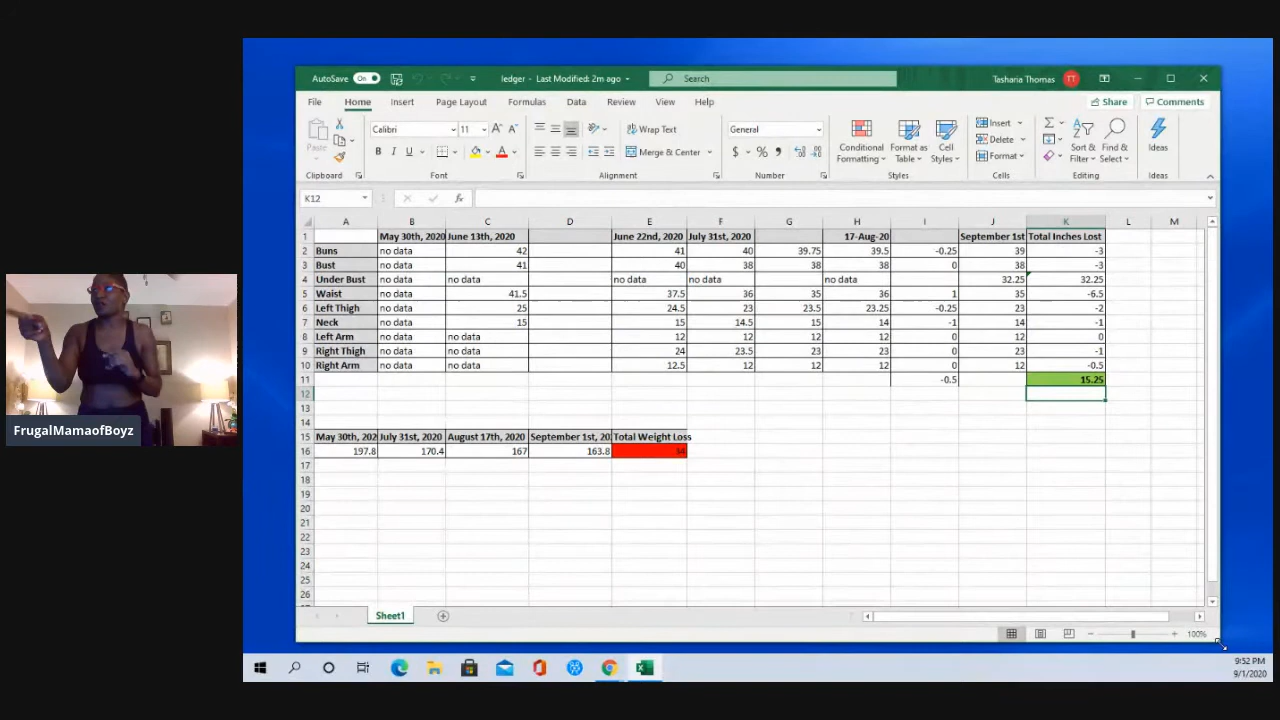 AutoSave On ledger - Last Modified: 2m ago Search Tasharia Thomas TT
File Home Insert Page Layout Formulas Data Review View Help Share Comments
Paste Calibri 11 A A Wrap Text General Conditional Formatting Format as Table Cell Styles Insert Delete Format Sort & Filter Find & Select Ideas
B I U Merge & Center $ % 9
Clipboard Font Alignment Number Styles Cells Editing Ideas
K12 fx
A B C D E F G H I J K L M
1 May 30th, 2020 June 13th, 2020 June 22nd, 2020 July 31st, 2020 17-Aug-20 September 1st Total Inches Lost
2 Buns no data 42 41 40 39.75 39.5 -0.25 39 -3
3 Bust no data 41 40 38 38 38 0 38 -3
4 Under Bust no data no data no data no data no data 32.25 32.25
5 Waist no data 41.5 37.5 36 35 36 1 35 -6.5
6 Left Thigh no data 25 24.5 23 23.5 23.25 -0.25 23 -2
7 Neck no data 15 15 14.5 15 14 -1 14 -1
8 Left Arm no data no data 12 12 12 12 0 12 0
9 Right Thigh no data no data 24 23.5 23 23 0 23 -1
10 Right Arm no data no data 12.5 12 12 12 0 12 -0.5
11 -0.5 15.25
12
13
14
15 May 30th, 202 July 31st, 2020 August 17th, 2020 September 1st, 20 Total Weight Loss
16 197.8 170.4 167 163.8 34
17
18
19
20
21
22
23
24
25
26
Sheet1
100%
9:52 PM
9/1/2020
FrugalMamaofBoyz